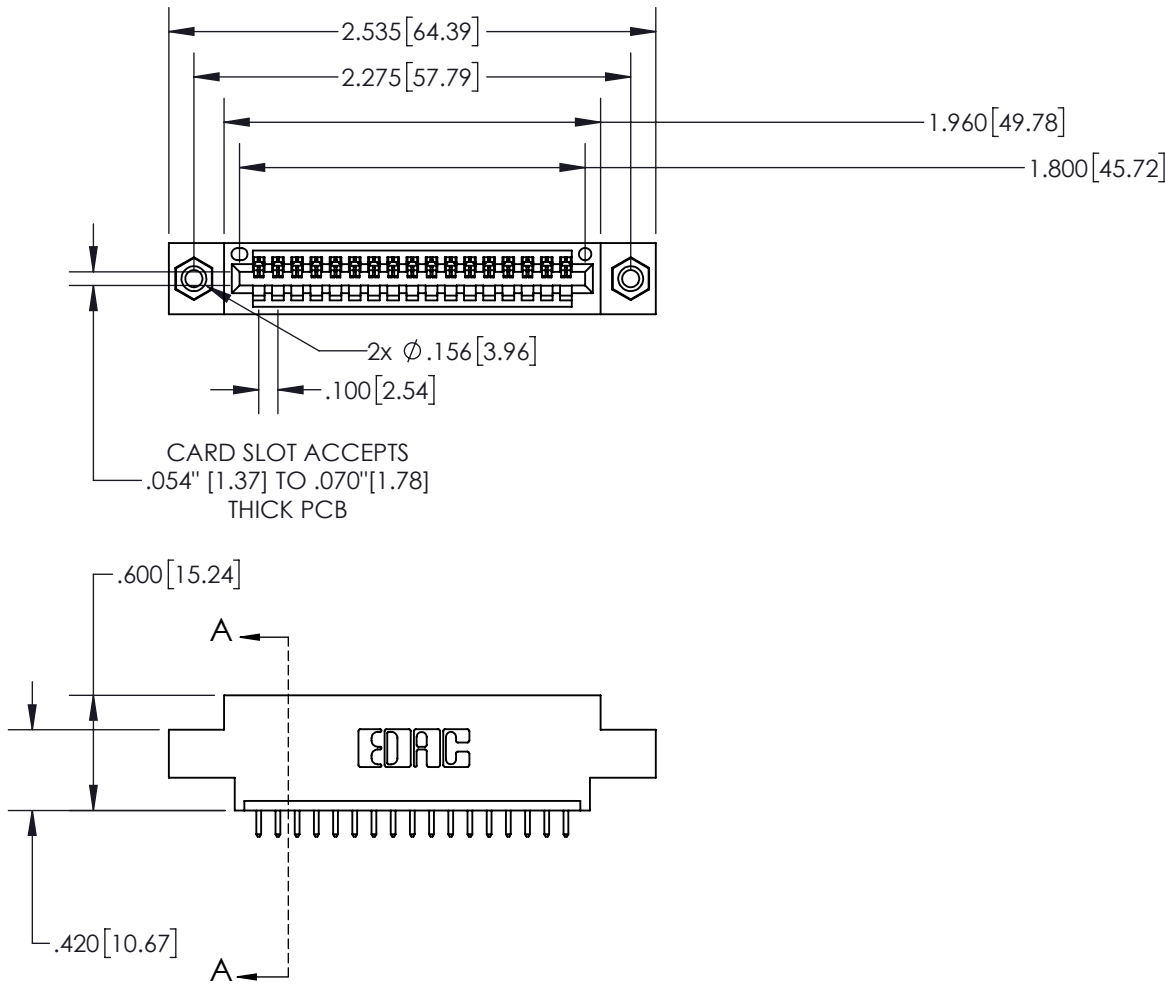 2.535[64.39]
2.275[57.79]
1.960[49.78]
1.800[45.72]
2x ∅.156[3.96]
.100[2.54]
CARD SLOT ACCEPTS
.054" [1.37] TO .070"[1.78]
THICK PCB
.600[15.24]
A
EDAC
.420[10.67]
A